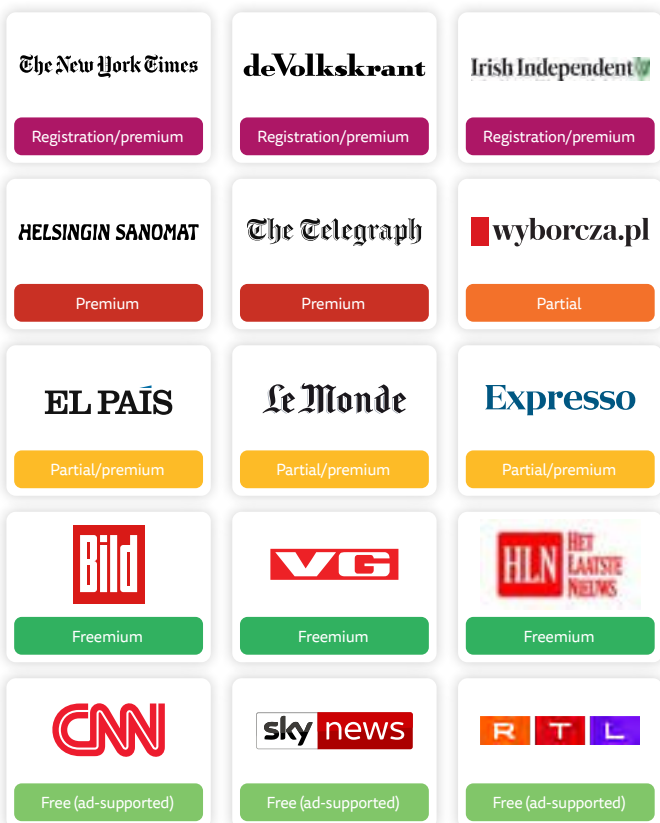 The New York Times
deVolkskrant
Irish Independent
Registration/premium
Registration/premium
Registration/premium
HELSINGIN SANOMAT
The Telegraph
wyborcza.pl
Premium
Premium
Partial
EL PAÍS
Le Monde
Expresso
Partial/premium
Partial/premium
Partial/premium
Bild
VG
HLN
HET
LAATSTE
NIEUWS
Freemium
Freemium
Freemium
CNN
sky news
RTL
Free (ad-supported)
Free (ad-supported)
Free (ad-supported)